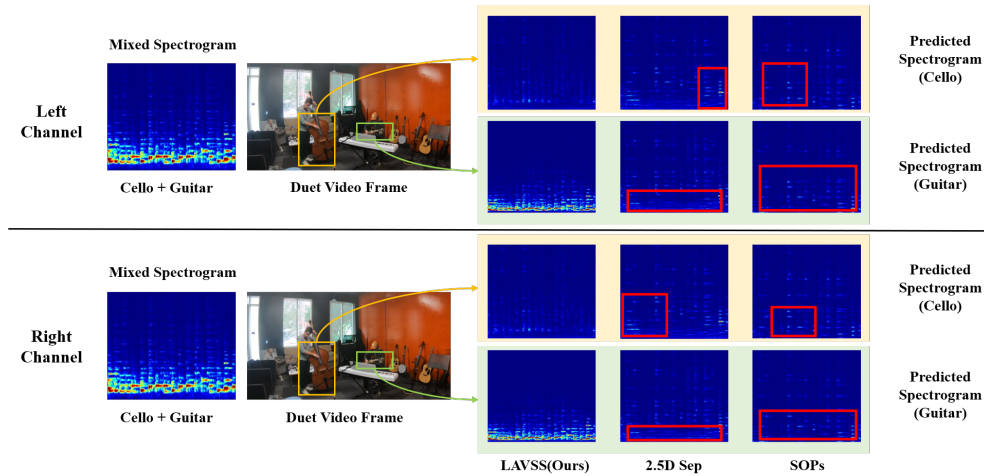 Mixed Spectrogram
Left
Channel
Cello + Guitar
Duet Video Frame
Predicted
Spectrogram
(Cello)
Predicted
Spectrogram
(Guitar)
Mixed Spectrogram
Right
Channel
Cello + Guitar
Duet Video Frame
Predicted
Spectrogram
(Cello)
Predicted
Spectrogram
(Guitar)
LAVSS(Ours)
2.5D Sep
SOPs